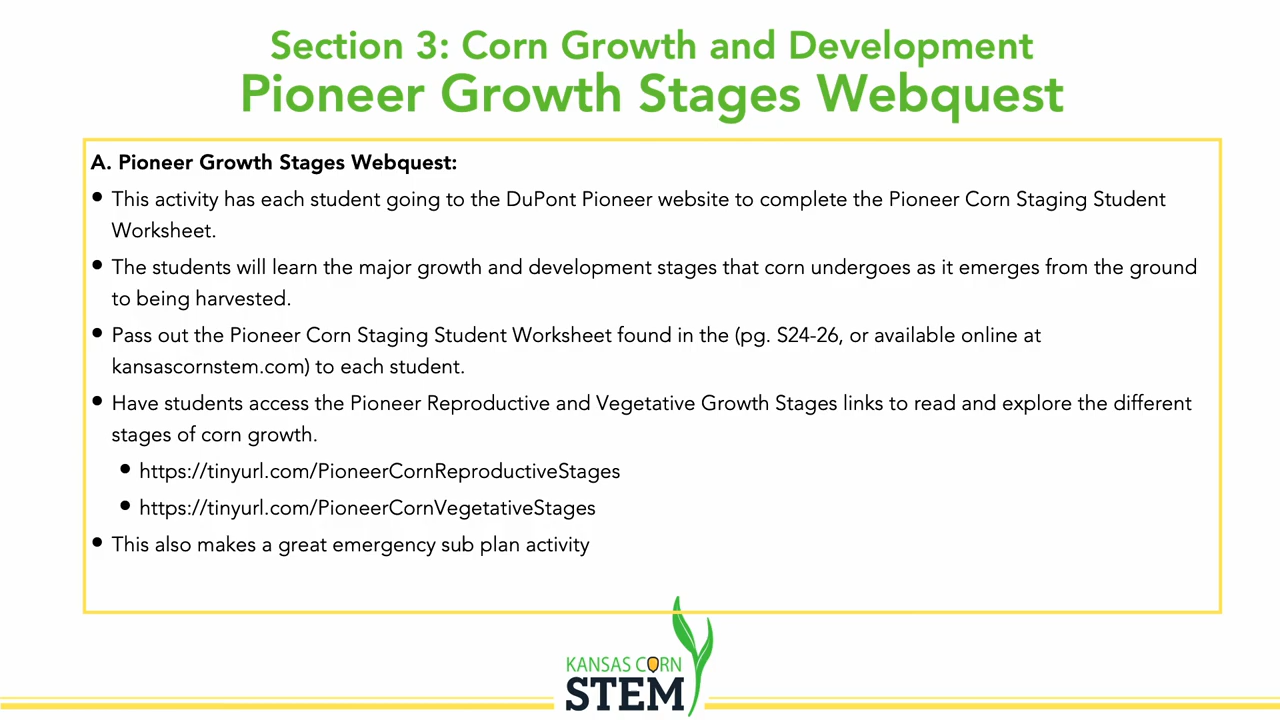 Section 3: Corn Growth and Development
Pioneer Growth Stages Webquest
A. Pioneer Growth Stages Webquest:
• This activity has each student going to the DuPont Pioneer website to complete the Pioneer Corn Staging Student
Worksheet.
• The students will learn the major growth and development stages that corn undergoes as it emerges from the ground
to being harvested.
• Pass out the Pioneer Corn Staging Student Worksheet found in the (pg. S24-26, or available online at
kansascornstem.com) to each student.
• Have students access the Pioneer Reproductive and Vegetative Growth Stages links to read and explore the different
stages of corn growth.
• https://tinyurl.com/PioneerCornReproductiveStages
• https://tinyurl.com/PioneerCornVegetativeStages
• This also makes a great emergency sub plan activity
KANSAS CORN
STEM